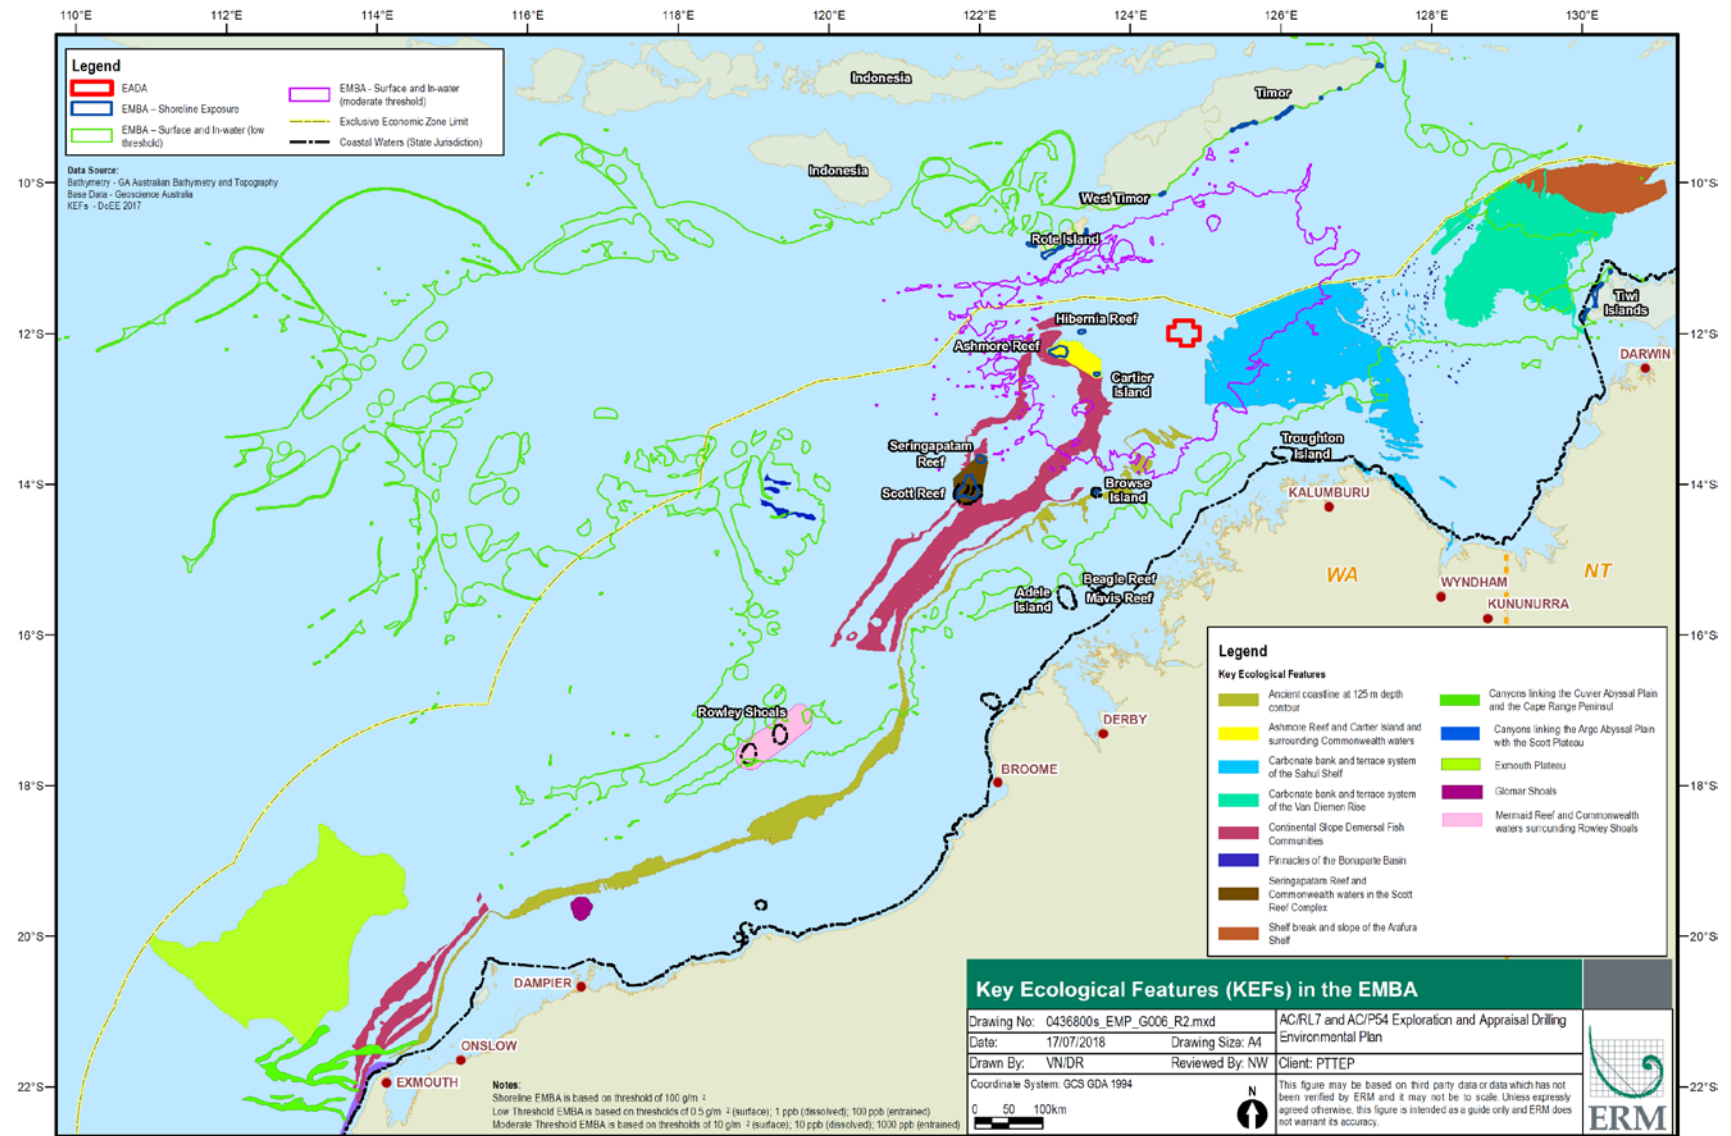 110°E 112°E 114°E 116°E 118°E 120°E 122°E 124°E 126°E 128°E 130°E
Legend
EADA
EMBA – Shoreline Exposure
EMBA – Surface and In-water (low
threshold)
EMBA - Surface and In-water
(moderate threshold)
Exclusive Economic Zone Limit
Coastal Waters (State Jurisdiction)
Data Source:
Bathymetry - GA Australian Bathymetry and Topography
Base Data - Geoscience Australia
KEFs - DoEE 2017
Indonesia
Timor
Indonesia
West Timor
Rote Island
10°S
10°S
Hibernia Reef
Ashmore Reef
Cartier
Island
Tiwi
Islands
12°S
12°S
DARWIN
Seringapatam
Reef
Scott Reef
Browse
Island
Troughton
Island
KALUMBURU
14°S
14°S
Adele
Island
Beagle Reef
Mavis Reef
WA
NT
WYNDHAM
KUNUNURRA
16°S
16°S
Rowley Shoals
DERBY
BROOME
18°S
18°S
20°S
20°S
DAMPIER
ONSLOW
EXMOUTH
22°S
22°S
Legend
Key Ecological Features
Ancient coastline at 125 m depth
contour
Ashmore Reef and Cartier Island and
surrounding Commonwealth waters
Carbonate bank and terrace system
of the Sahul Shelf
Carbonate bank and terrace system
of the Van Diemen Rise
Continental Slope Demersal Fish
Communities
Pinnacles of the Bonaparte Basin
Seringapatam Reef and
Commonwealth waters in the Scott
Reef Complex
Shelf break and slope of the Arafura
Shelf
Canyons linking the Cuvier Abyssal Plain
and the Cape Range Peninsul
Canyons linking the Argo Abyssal Plain
with the Scott Plateau
Exmouth Plateau
Glomar Shoals
Mermaid Reef and Commonwealth
waters surrounding Rowley Shoals
Notes:
Shoreline EMBA is based on threshold of 100 g/m ²
Low Threshold EMBA is based on thresholds of 0.5 g/m ² (surface); 1 ppb (dissolved); 100 ppb (entrained)
Moderate Threshold EMBA is based on thresholds of 10 g/m ² (surface); 10 ppb (dissolved); 1000 ppb (entrained)
Key Ecological Features (KEFs) in the EMBA
Drawing No: 0436800s_EMP_G006_R2.mxd
Date: 17/07/2018 Drawing Size: A4
Drawn By: VN/DR Reviewed By: NW
Coordinate System: GCS GDA 1994
0 50 100km
N
AC/RL7 and AC/P54 Exploration and Appraisal Drilling
Environmental Plan
Client: PTTEP
This figure may be based on third party data or data which has not
been verified by ERM and it may not be to scale. Unless expressly
agreed otherwise, this figure is intended as a guide only and ERM does
not warrant its accuracy.
ERM